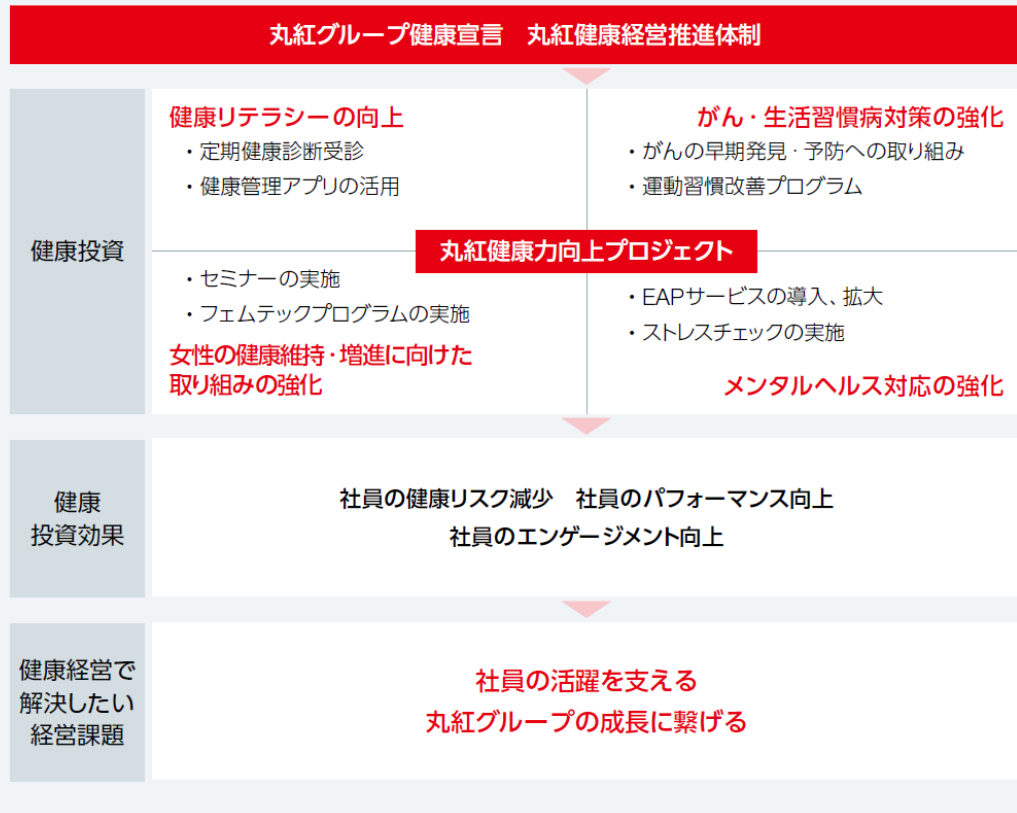 丸紅グループ健康宣言　丸紅健康経営推進体制
健康投資
健康リテラシーの向上
・定期健康診断受診
・健康管理アプリの活用
がん・生活習慣病対策の強化
・がんの早期発見・予防への取り組み
・運動習慣改善プログラム
丸紅健康力向上プロジェクト
・セミナーの実施
・フェムテックプログラムの実施
女性の健康維持・増進に向けた
取り組みの強化
・EAPサービスの導入、拡大
・ストレスチェックの実施
メンタルヘルス対応の強化
健康
投資効果
社員の健康リスク減少　社員のパフォーマンス向上
社員のエンゲージメント向上
健康経営で
解決したい
経営課題
社員の活躍を支える
丸紅グループの成長に繋げる